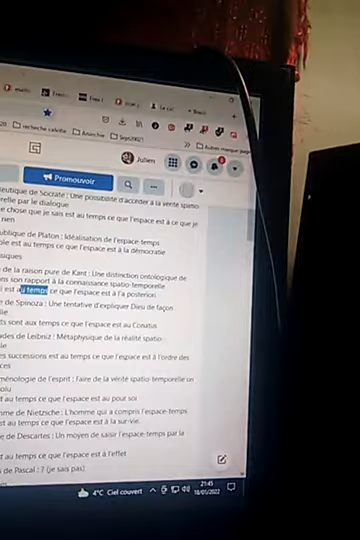 recherche calisthe
Anarchie
Sept20021
Autres marque-pages
Julien
Promouvoir
...
eutique de Socrate : Une possibilité d'accéder à la vérité spatio-
relle par le dialogue
e chose que je sais est au temps ce que l'espace est à ce que je
rien
ublique de Platon : Idéalisation de l'espace-temps
ole est au temps ce que l'espace est à la démocratie
siques
de la raison pure de Kant : Une distinction ontologique de
ns son rapport à la connaissance spatio-temporelle
i est au temps ce que l'espace est à l'a posteriori
e de Spinoza : Une tentative d'expliquer Dieu de façon
lle
ts sont aux temps ce que l'espace est au Conatus
ades de Leibniz : Métaphysique de la réalité spatio-
le
es successions est au temps ce que l'espace est à l'ordre des
ces
ménologie de l'esprit : Faire de la vérité spatio-temporelle un
olu
i au temps ce que l'espace est au pour soi
mme de Nietzsche : L'homme qui a compris l'espace-temps
st au temps ce que l'espace est à la sur-vie.
e de Descartes : Un moyen de saisir l'espace-temps par la
st au temps ce que l'espace est à l'effet
s de Pascal : ? (je sais pas)
4°C Ciel couvert
21:45
18/01/2022